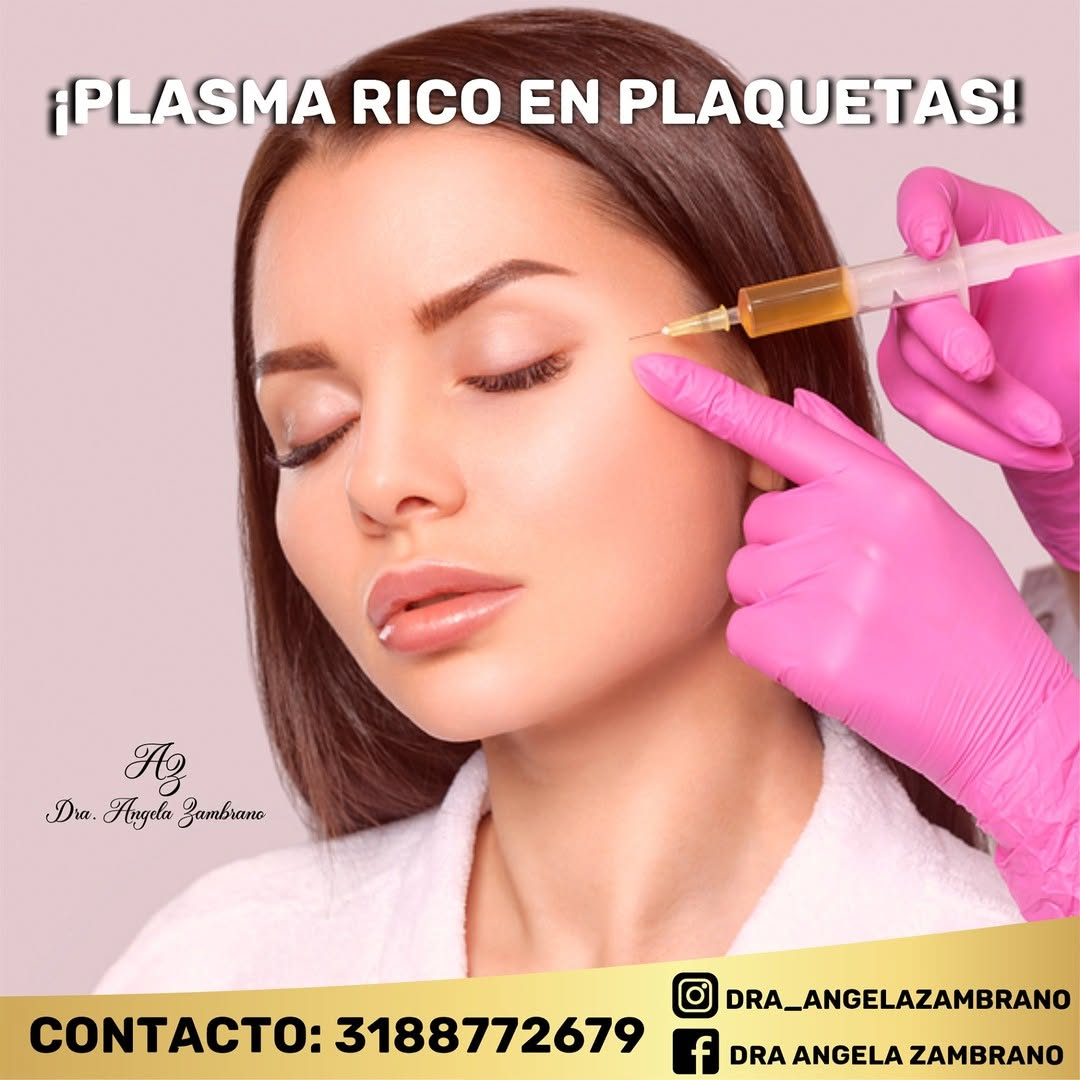 ¡PLASMA RICO EN PLAQUETAS!
AZ
Dra. Angela Zambrano
CONTACTO: 3188772679
DRA_ANGELAZAMBRANO
DRA ANGELA ZAMBRANO